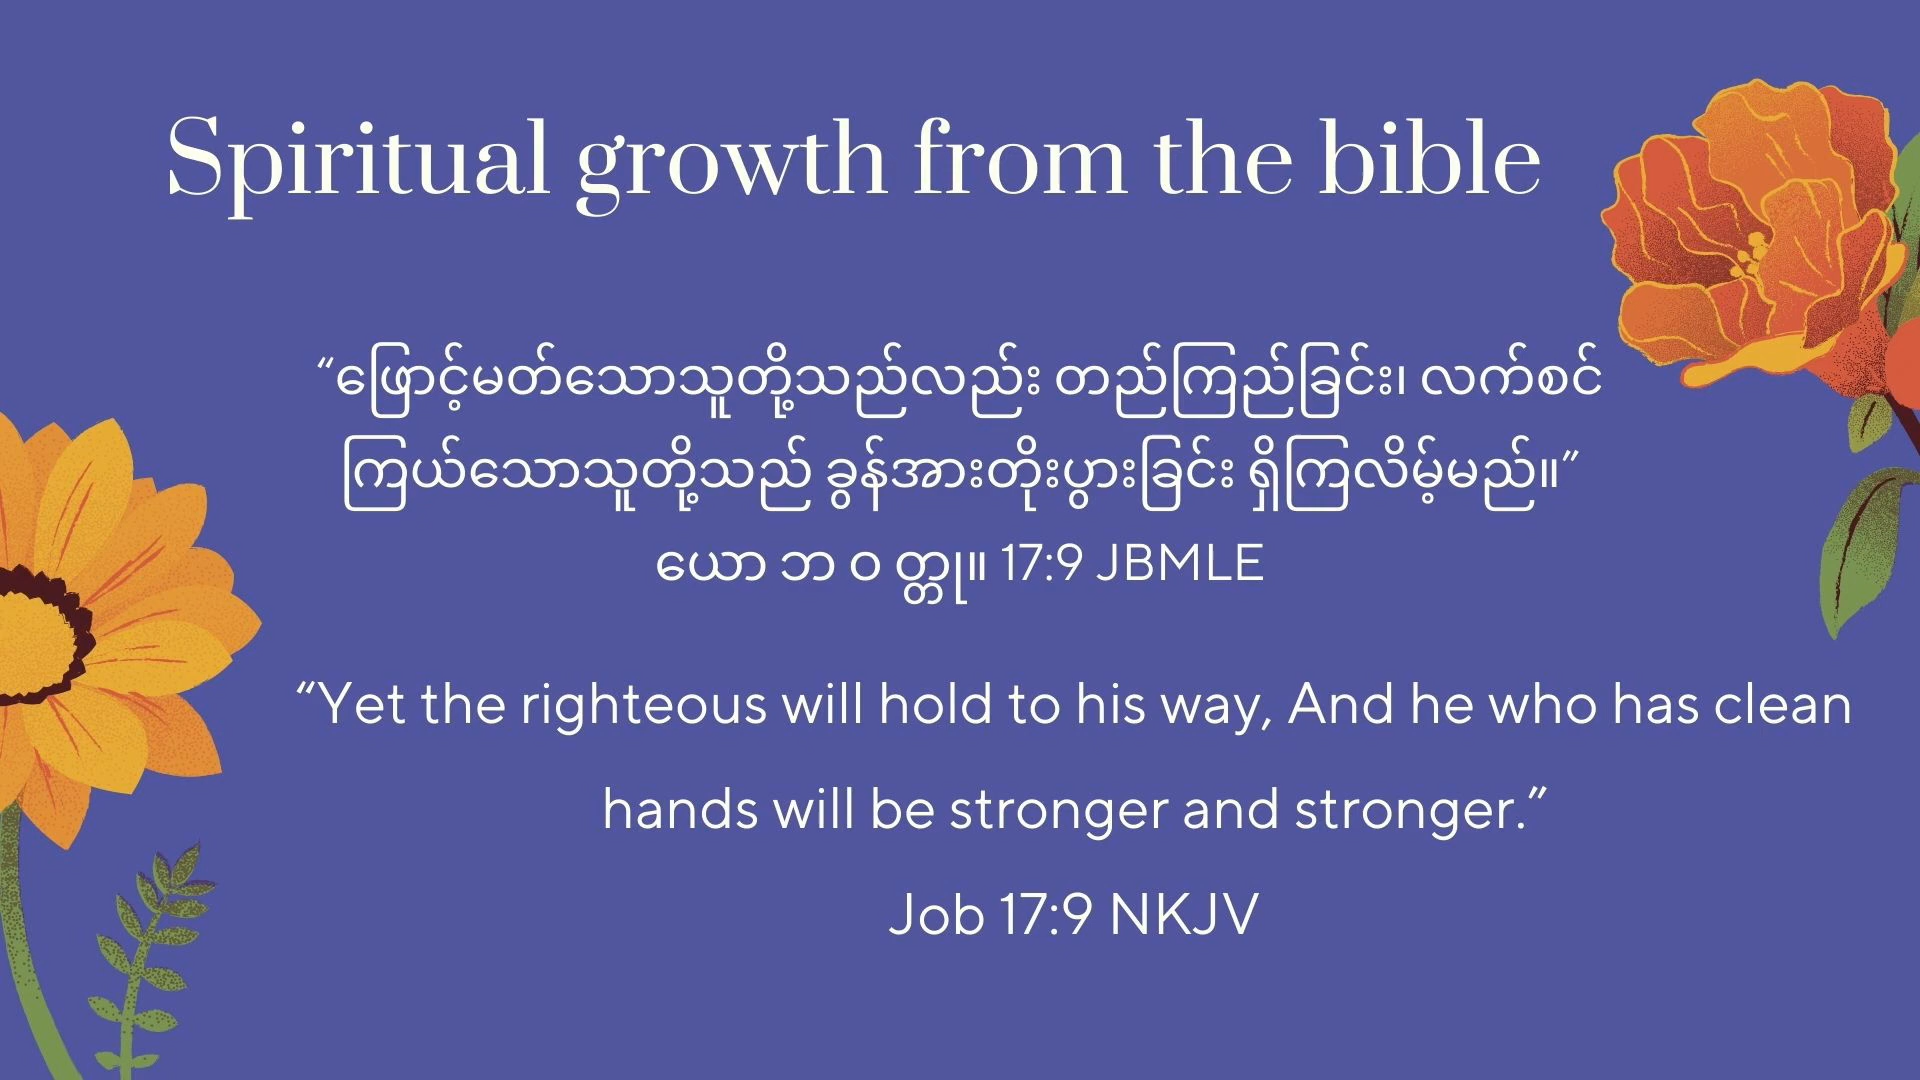 Spiritual growth from the bible
“ဖြောင့်မတ်သောသူတို့သည်လည်း တည်ကြည်ခြင်း၊ လက်စင်
ကြယ်သောသူတို့သည် ခွန်အားတိုးပွားခြင်း ရှိကြလိမ့်မည်။”
ယော ဘ ဝ တ္တု။ 17:9 JBMLE
“Yet the righteous will hold to his way, And he who has clean
hands will be stronger and stronger.”
Job 17:9 NKJV